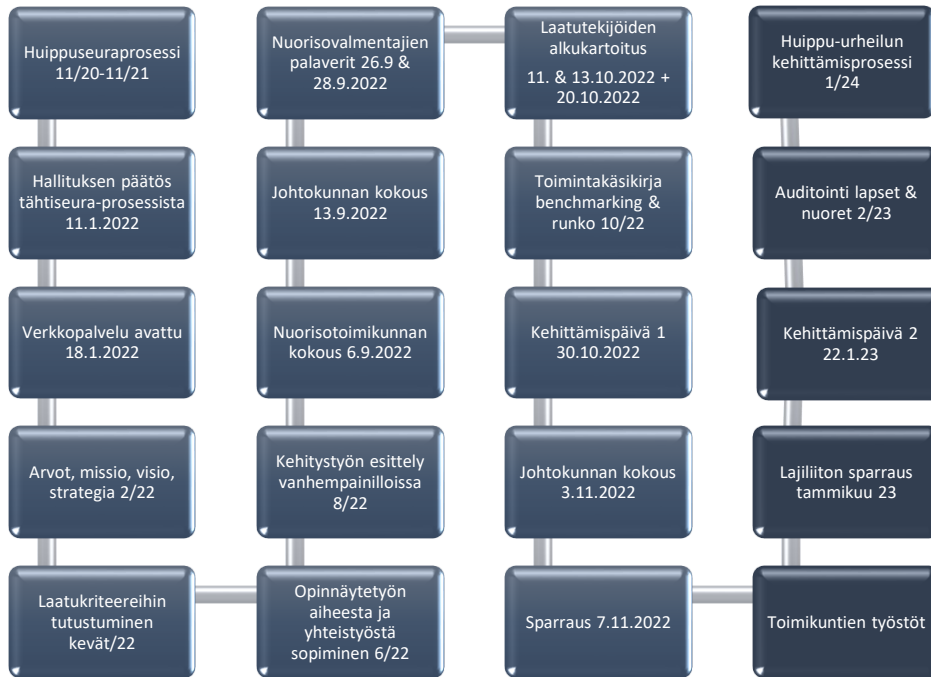 Huippuseuraprosessi
11/20-11/21
Hallituksen päätös
tähtiseura-prosessista
11.1.2022
Verkkopalvelu avattu
18.1.2022
Arvot, missio, visio,
strategia 2/22
Laatukriteereihin
tutustuminen
kevät/22
Opinnäytetyön
aiheesta ja
yhteistyöstä
sopiminen 6/22
Kehitystyön esittely
vanhempainilloissa
8/22
Nuorisotoimikunnan
kokous 6.9.2022
Johtokunnan kokous
13.9.2022
Nuorisovalmentajien
palaverit 26.9 &
28.9.2022
Laatutekijöiden
alkukartoitus
11. & 13.10.2022 +
20.10.2022
Toimintakäsikirja
benchmarking &
runko 10/22
Kehittämispäivä 1
30.10.2022
Johtokunnan kokous
3.11.2022
Sparraus 7.11.2022
Toimikuntien työstöt
Lajiliiton sparraus
tammikuu 23
Kehittämispäivä 2
22.1.23
Auditointi lapset &
nuoret 2/23
Huippu-urheilun
kehittämisprosessi
1/24